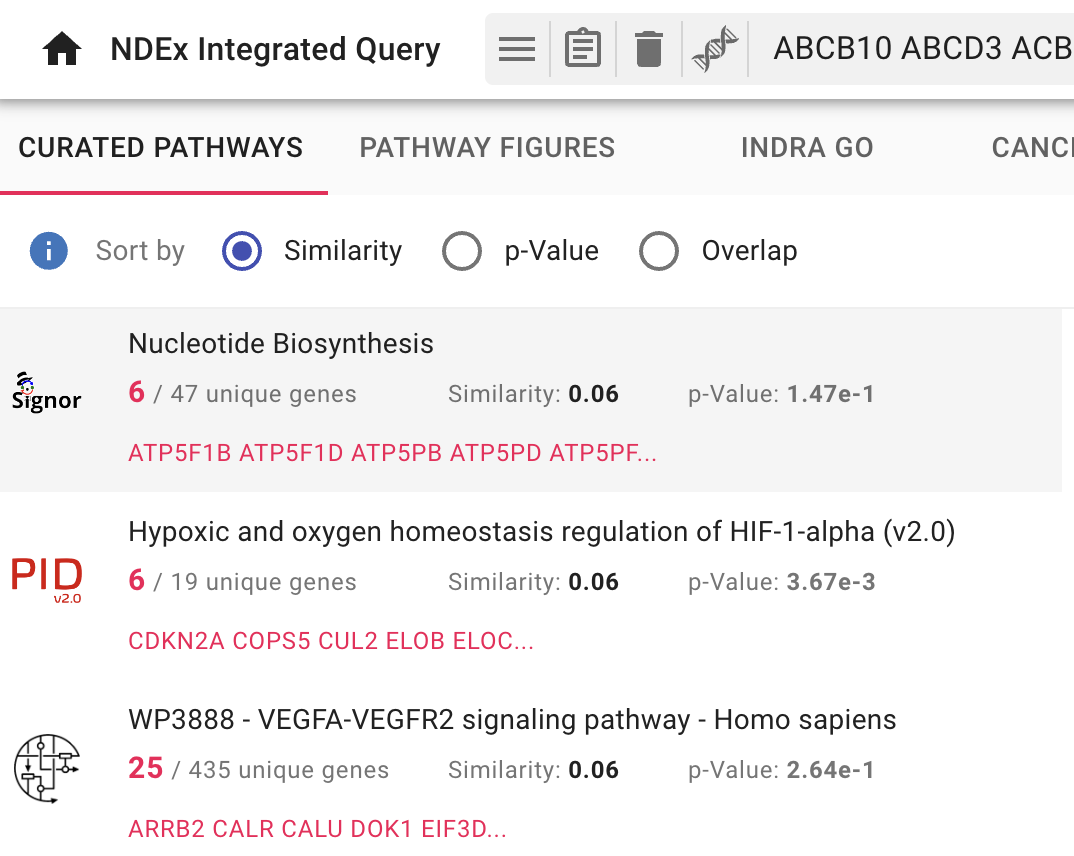 NDEx Integrated Query ABCB10 ABCD3 ACB
CURATED PATHWAYS PATHWAY FIGURES INDRA GO CANC
i Sort by Similarity p-Value Overlap
Nucleotide Biosynthesis
Signor
6 / 47 unique genes Similarity: 0.06 p-Value: 1.47e-1
ATP5F1B ATP5F1D ATP5PB ATP5PD ATP5PF...
Hypoxic and oxygen homeostasis regulation of HIF-1-alpha (v2.0)
PID
v2.0
6 / 19 unique genes Similarity: 0.06 p-Value: 3.67e-3
CDKN2A COPS5 CUL2 ELOB ELOC...
WP3888 - VEGFA-VEGFR2 signaling pathway - Homo sapiens
25 / 435 unique genes Similarity: 0.06 p-Value: 2.64e-1
ARRB2 CALR CALU DOK1 EIF3D...